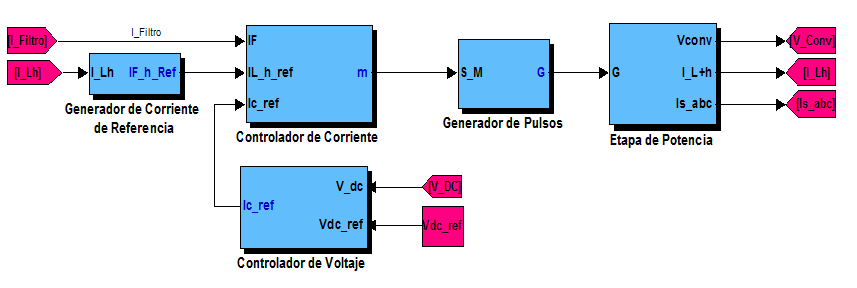 I_Filtro
[I_Filtro]
[I_Lh]
I_Lh
IF_h_Ref
Generador de Corriente
de Referencia
IF
IL_h_ref
Ic_ref
m
Controlador de Corriente
S_M
G
Generador de Pulsos
G
Vconv
I_L+h
Is_abc
Etapa de Potencia
[V_Conv]
[I_Lh]
[Is_abc]
Ic_ref
V_dc
Vdc_ref
Controlador de Voltaje
[V_DC]
Vdc_ref